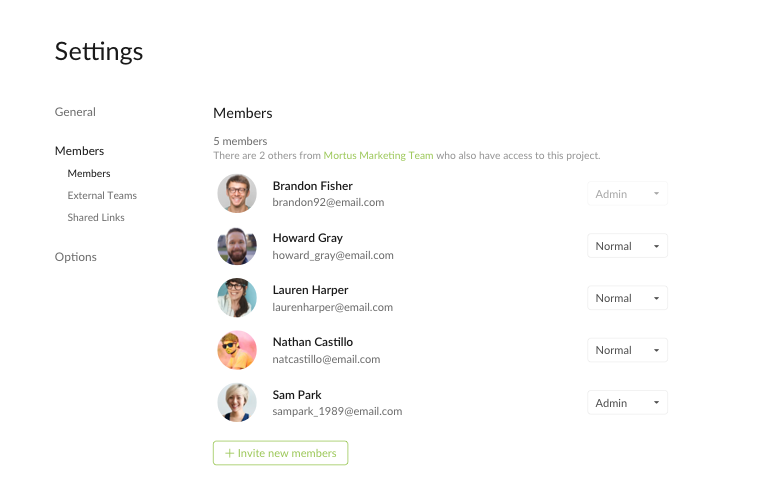 Settings
General
Members
Members
External Teams
Shared Links
Options
Members
5 members
There are 2 others from Mortus Marketing Team who also have access to this project.
Brandon Fisher
brandon92@email.com
Admin
Howard Gray
howard_gray@email.com
Normal
Lauren Harper
laurenharper@email.com
Normal
Nathan Castillo
natcastillo@email.com
Normal
Sam Park
sampark_1989@email.com
Admin
+ Invite new members